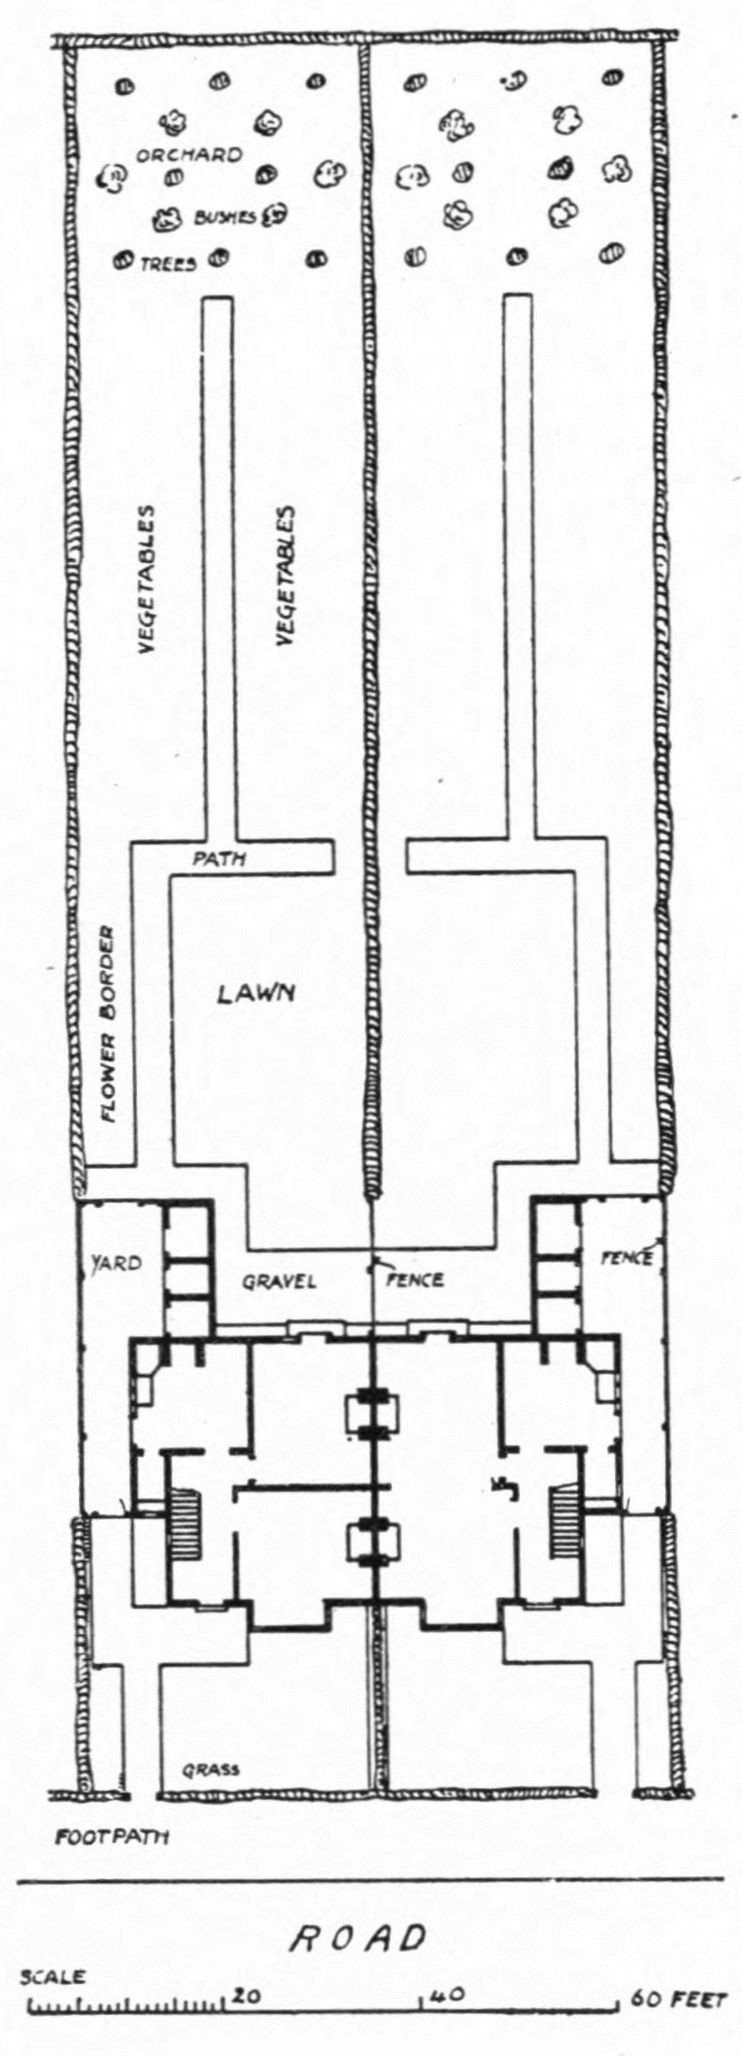 ORCHARD
BUSHES
TREES
VEGETABLES
VEGETABLES
PATH
FLOWER BORDER
LAWN
YARD
GRAVEL
FENCE
FENCE
GRASS
FOOTPATH
ROAD
SCALE
20 40 60 FEET